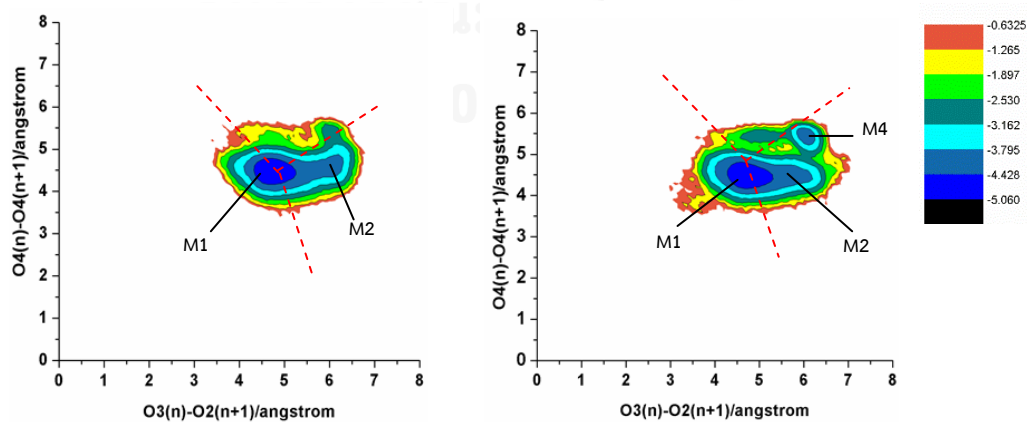 8
7
6
5
4
3
2
1
0
O4(n)-O4(n+1)/angstrom
0 1 2 3 4 5 6 7 8
O3(n)-O2(n+1)/angstrom
M1
M2
8
7
6
5
4
3
2
1
0
O4(n)-O4(n+1)/angstrom
0 1 2 3 4 5 6 7 8
O3(n)-O2(n+1)/angstrom
M4
M1
M2
-0.6325
-1.265
-1.897
-2.530
-3.162
-3.795
-4.428
-5.060